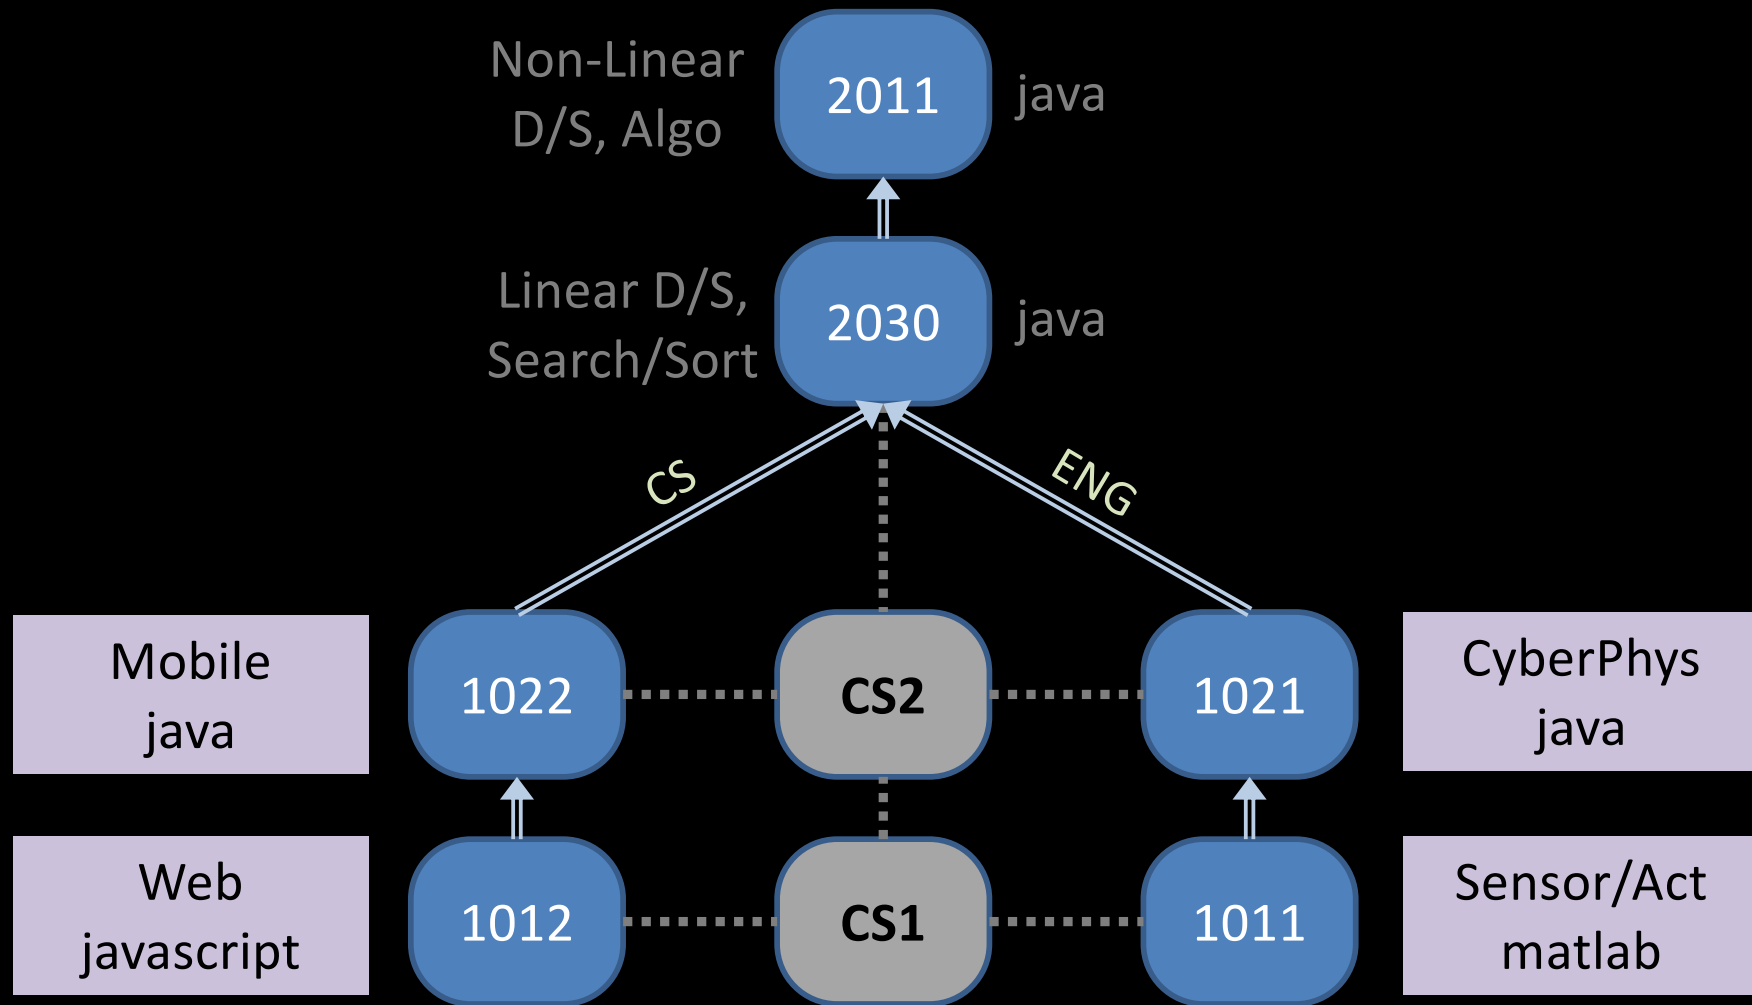 Non-Linear
D/S, Algo
2011
java
Linear D/S,
Search/Sort
2030
java
CS
ENG
Mobile
java
1022
CS2
1021
CyberPhys
java
Web
javascript
1012
CS1
1011
Sensor/Act
matlab